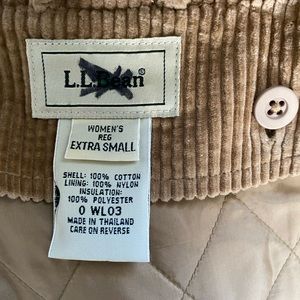 L.L.Bean®
WOMEN'S
REG
EXTRA SMALL
SHELL: 100% COTTON
LINING: 100% NYLON
INSULATION:
100% POLYESTER
0 WL03
MADE IN THAILAND
CARE ON REVERSE